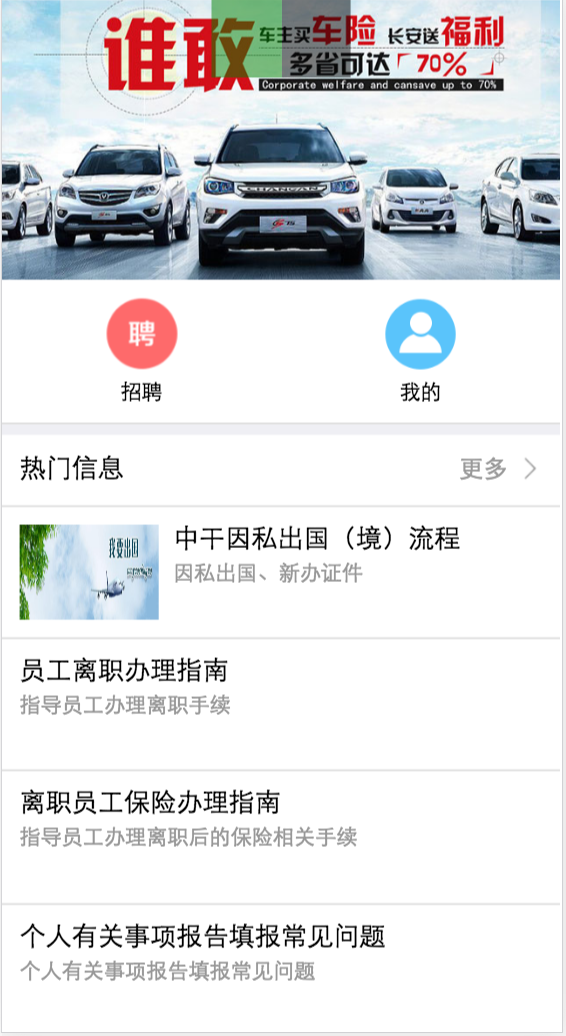 谁敢 车主买车险 长安送福利
多省可达「70%」
Corporate welfare and cansave up to 70%
CHANGAN
聘
招聘 我的
热门信息 更多
我要出国
中干因私出国（境）流程
因私出国、新办证件
员工离职办理指南
指导员工办理离职手续
离职员工保险办理指南
指导员工办理离职后的保险相关手续
个人有关事项报告填报常见问题
个人有关事项报告填报常见问题